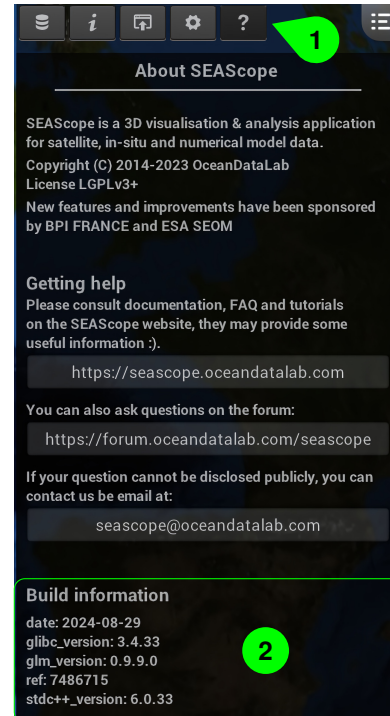 i
?
1
About SEAScope
SEAScope is a 3D visualisation & analysis application
for satellite, in-situ and numerical model data.
Copyright (C) 2014-2023 OceanDataLab
License LGPLv3+
New features and improvements have been sponsored
by BPI FRANCE and ESA SEOM
Getting help
Please consult documentation, FAQ and tutorials
on the SEAScope website, they may provide some
useful information :).
https://seascope.oceandatalab.com
You can also ask questions on the forum:
https://forum.oceandatalab.com/seascope
If your question cannot be disclosed publicly, you can
contact us be email at:
seascope@oceandatalab.com
Build information
date: 2024-08-29
glibc_version: 3.4.33
glm_version: 0.9.9.0
2
ref: 7486715
stdc++_version: 6.0.33